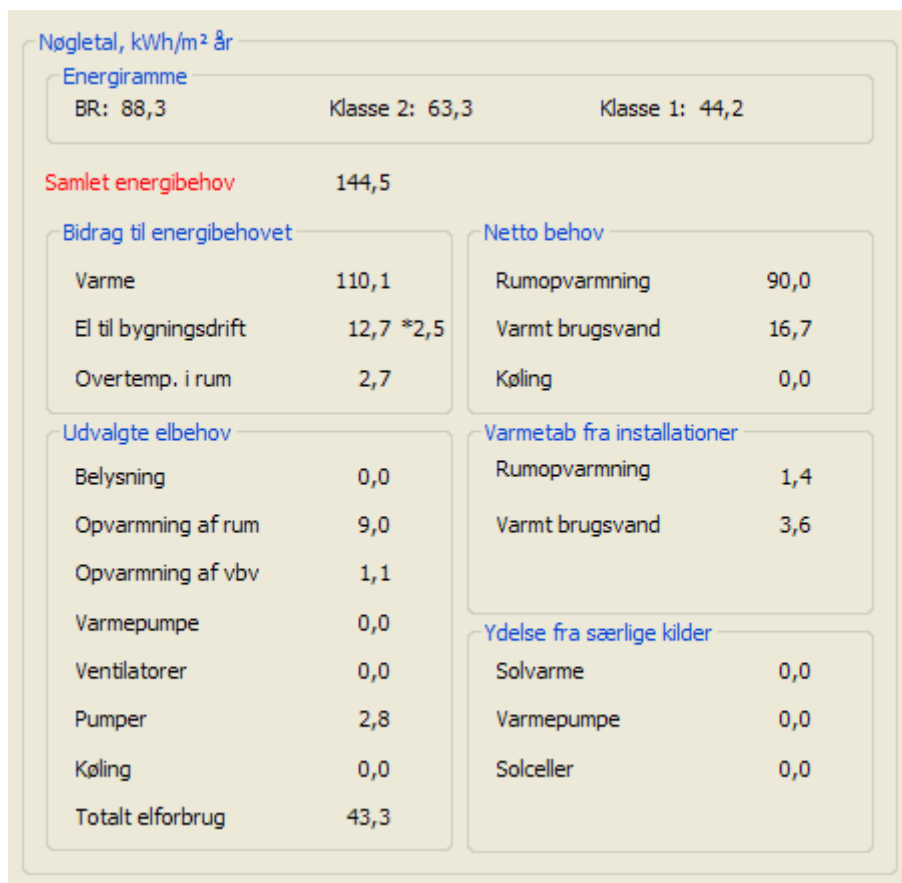 Nøgletal, kWh/m² år
Energiramme
BR: 88,3 Klasse 2: 63,3 Klasse 1: 44,2
Samlet energibehov 144,5
Bidrag til energibehovet
Varme 110,1
El til bygningsdrift 12,7 *2,5
Overtemp. i rum 2,7
Netto behov
Rumopvarmning 90,0
Varmt brugsvand 16,7
Køling 0,0
Udvalgte elbehov
Belysning 0,0
Opvarmning af rum 9,0
Opvarmning af vbv 1,1
Varmepumpe 0,0
Ventilatorer 0,0
Pumper 2,8
Køling 0,0
Totalt elforbrug 43,3
Varmetab fra installationer
Rumopvarmning 1,4
Varmt brugsvand 3,6
Ydelse fra særlige kilder
Solvarme 0,0
Varmepumpe 0,0
Solceller 0,0